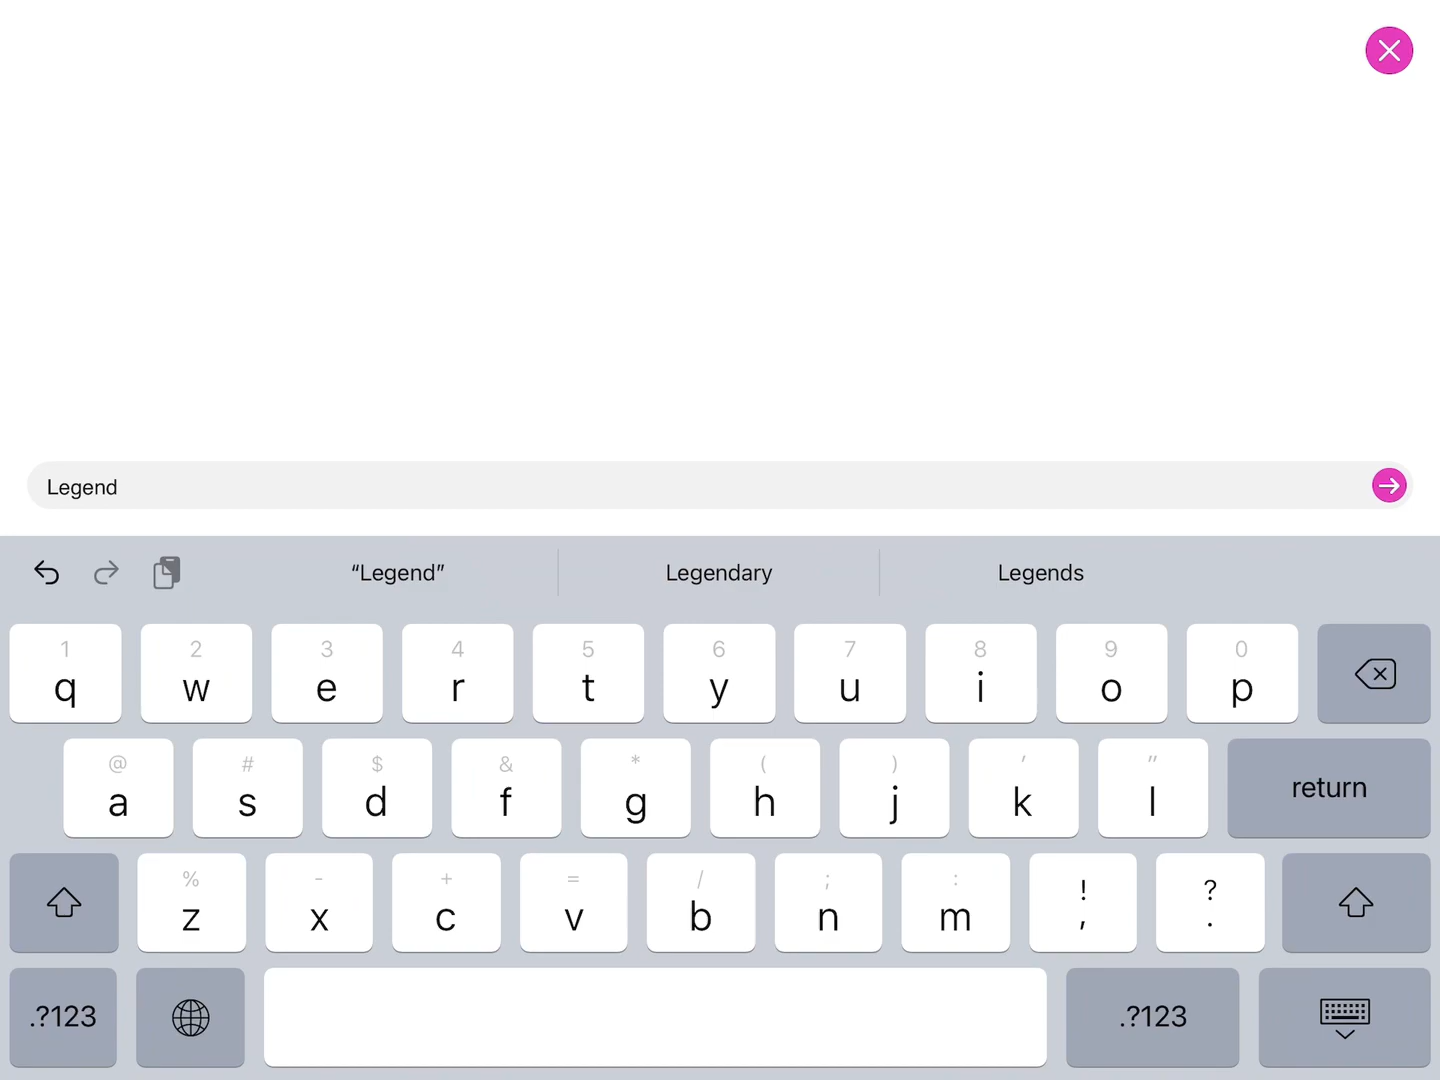 Legend
“Legend” Legendary Legends
1 2 3 4 5 6 7 8 9 0
q w e r t y u i o p
@ # $ & * ( ) ′ ″
a s d f g h j k l return
% - + = / ; : ! ?
z x c v b n m , .
.?123 .?123